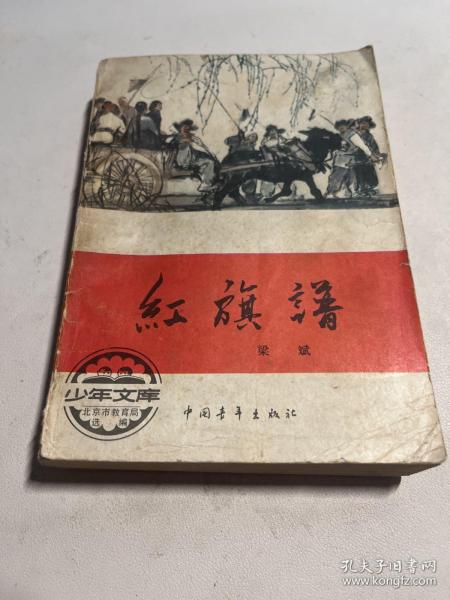 紅旗譜
梁斌
少年文库
北京市教育局
选编
中国青年出版社
孔夫子旧书网
www.kongfz.com